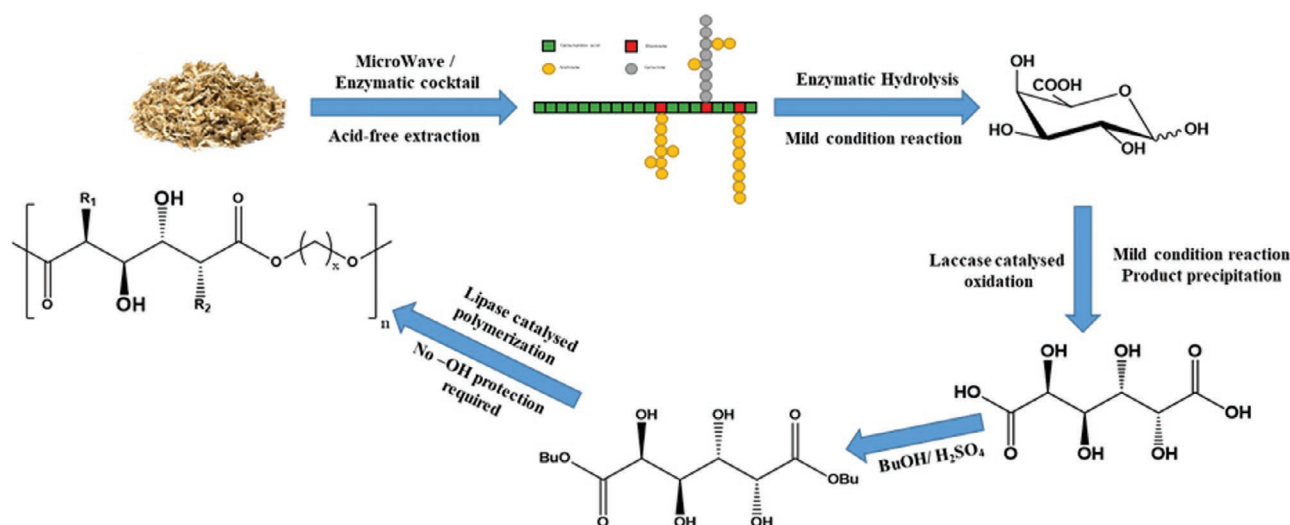 MicroWave /
Enzymatic cocktail
Acid-free extraction
Enzymatic Hydrolysis
Mild condition reaction
OH
COOH
O
HO
HO
OH
OH
Laccase catalysed
oxidation
Mild condition reaction
Product precipitation
OH
OH
O
HO
OH
O
OH
OH
BuOH/ H₂SO₄
OH
OH
O
BuO
OBu
O
OH
OH
Lipase catalysed
polymerization
No –OH protection
required
R₁
OH
O
O
O
x
O
OH
R₂
n